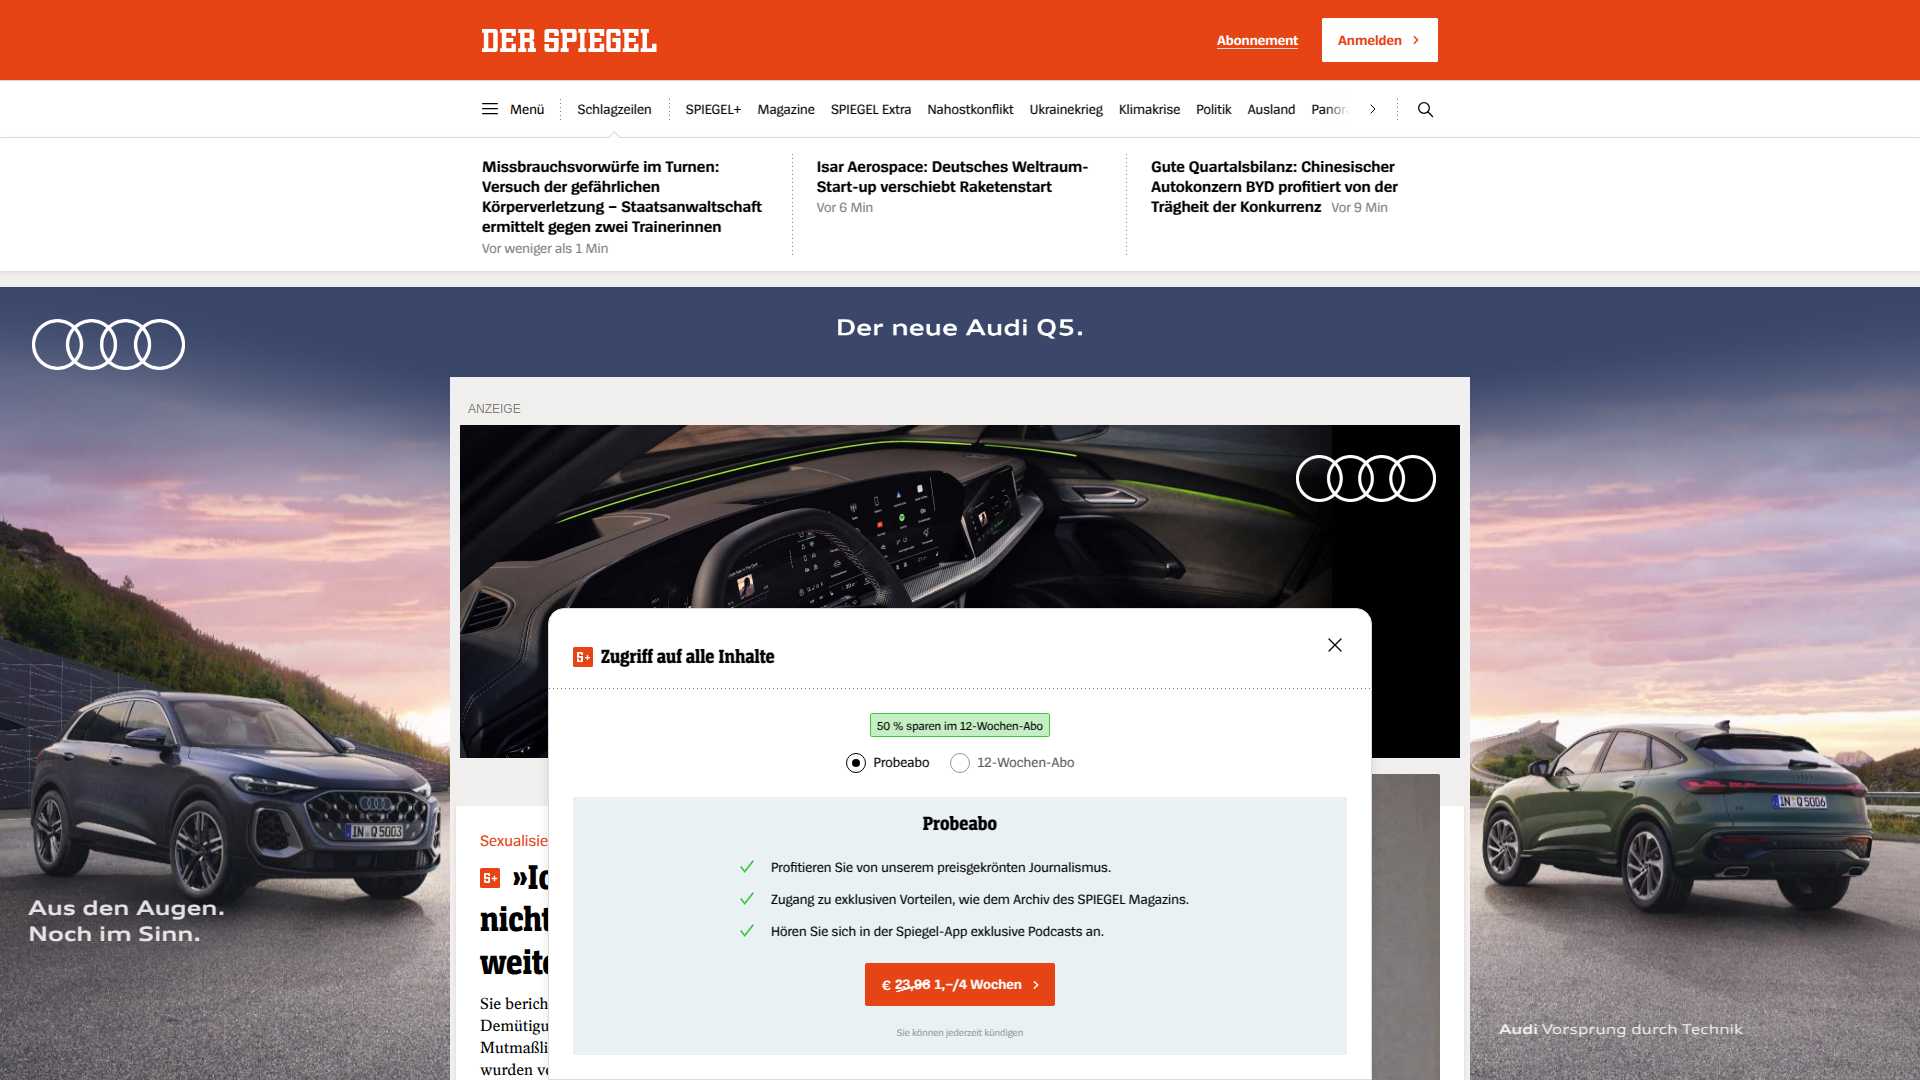 DER SPIEGEL
Abonnement
Anmelden
Menü
Schlagzeilen
SPIEGEL+
Magazine
SPIEGEL Extra
Nahostkonflikt
Ukrainekrieg
Klimakrise
Politik
Ausland
Missbrauchsvorwürfe im Turnen:
Versuch der gefährlichen
Körperverletzung – Staatsanwaltschaft
ermittelt gegen zwei Trainerinnen
Vor weniger als 1 Min
Isar Aerospace: Deutsches Weltraum-
Start-up verschiebt Raketenstart
Vor 6 Min
Gute Quartalsbilanz: Chinesischer
Autokonzern BYD profitiert von der
Trägheit der Konkurrenz Vor 9 Min
Der neue Audi Q5.
ANZEIGE
Zugriff auf alle Inhalte
50 % sparen im 12-Wochen-Abo
Probeabo
12-Wochen-Abo
Probeabo
Profitieren Sie von unserem preisgekrönten Journalismus.
Zugang zu exklusiven Vorteilen, wie dem Archiv des SPIEGEL Magazins.
Hören Sie sich in der Spiegel-App exklusive Podcasts an.
€ 23,96 1,–/4 Wochen
Sie können jederzeit kündigen
Sexualisie
»Ic
nicht
weite
Sie berich
Demütigu
Mutmaßli
wurden ve
IN Q 5003
Aus den Augen.
Noch im Sinn.
IN Q 5006
Audi Vorsprung durch Technik